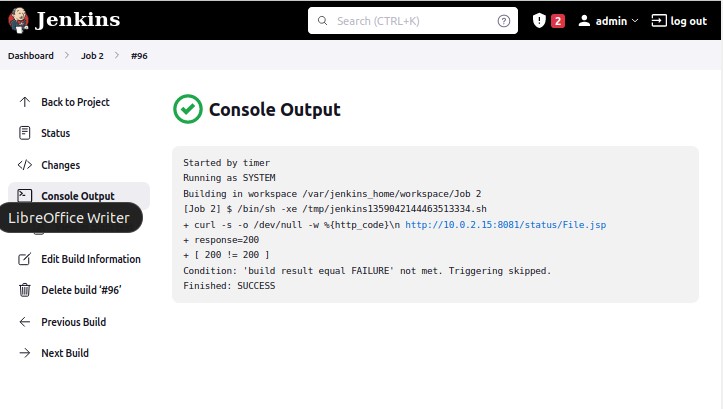 Jenkins
Search (CTRL+K)
2
admin
log out
Dashboard > Job 2 > #96
Back to Project
Status
Changes
Console Output
LibreOffice Writer
Edit Build Information
Delete build ‘#96’
Previous Build
Next Build
Console Output
Started by timer
Running as SYSTEM
Building in workspace /var/jenkins_home/workspace/Job 2
[Job 2] $ /bin/sh -xe /tmp/jenkins1359042144463513334.sh
+ curl -s -o /dev/null -w %{http_code}\n http://10.0.2.15:8081/status/File.jsp
+ response=200
+ [ 200 != 200 ]
Condition: 'build result equal FAILURE' not met. Triggering skipped.
Finished: SUCCESS